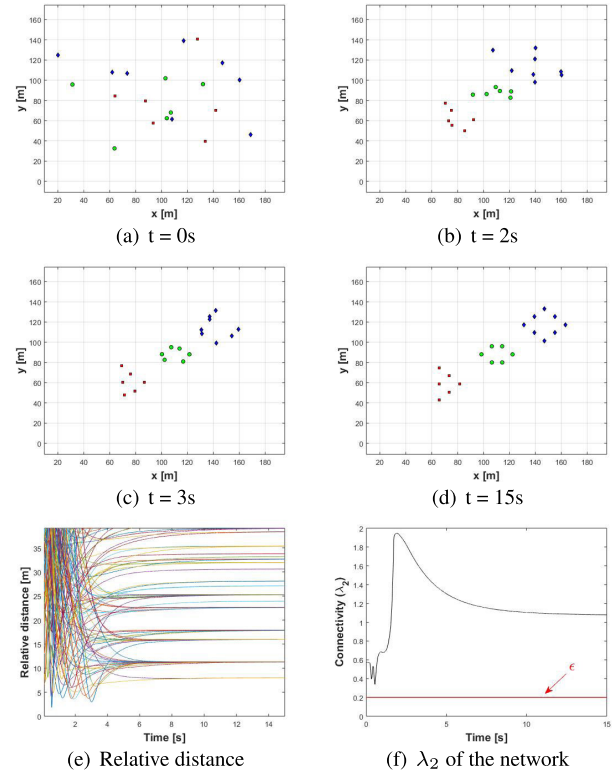 160
140
120
100
80
60
40
20
0
y [m]
20 40 60 80 100 120 140 160 180
x [m]
(a) t = 0s
160
140
120
100
80
60
40
20
0
y [m]
20 40 60 80 100 120 140 160 180
x [m]
(b) t = 2s
160
140
120
100
80
60
40
20
0
y [m]
20 40 60 80 100 120 140 160 180
x [m]
(c) t = 3s
160
140
120
100
80
60
40
20
0
y [m]
20 40 60 80 100 120 140 160 180
x [m]
(d) t = 15s
35
30
25
20
15
10
5
0
Relative distance [m]
2 4 6 8 10 12 14
Time [s]
(e) Relative distance
2
1.8
1.6
1.4
1.2
1
0.8
0.6
0.4
0.2
0
Connectivity (λ₂)
ϵ
0 5 10 15
Time [s]
(f) λ₂ of the network